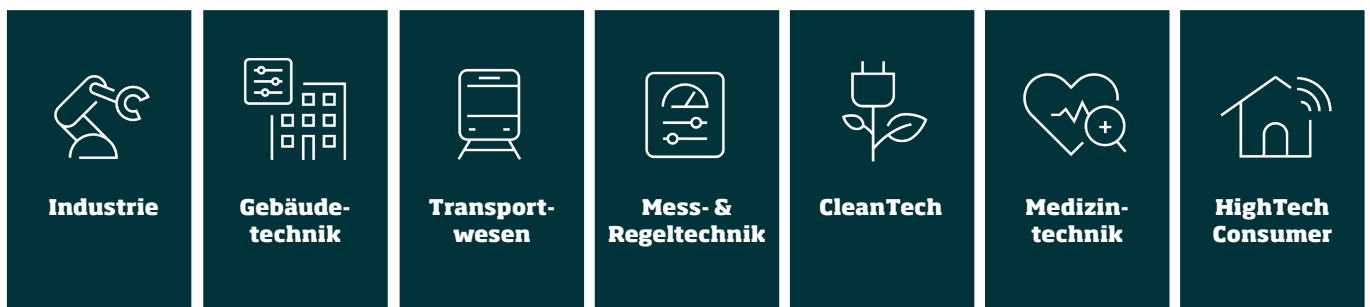 Industrie
Gebäude-
technik
Transport-
wesen
Mess- &
Regeltechnik
CleanTech
Medizin-
technik
HighTech
Consumer